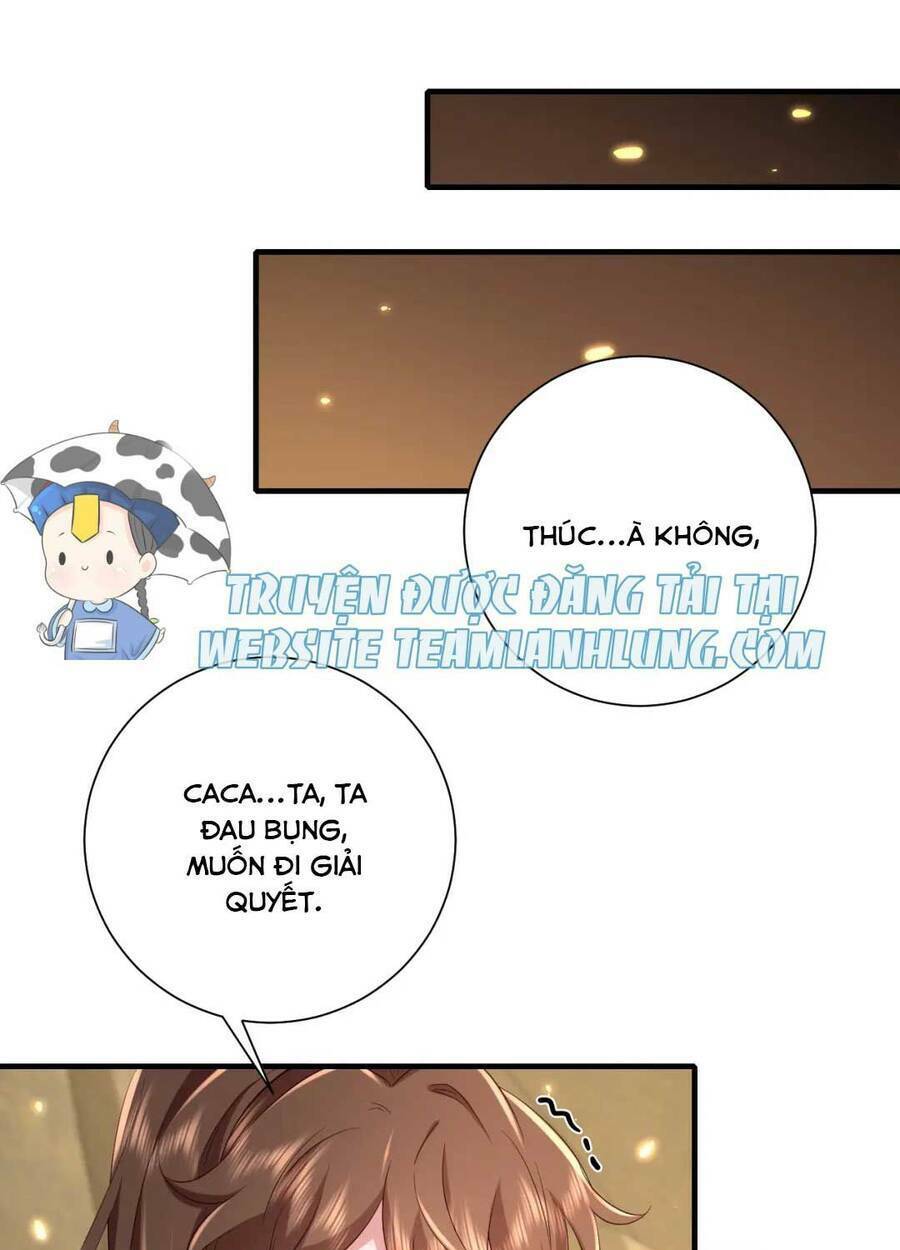 THÚC...À KHÔNG,
TRUYỆN ĐƯỢC ĐĂNG TẢI TẠI
WEBSITE TEAMLANHLUNG.COM
CACA...TA, TA
ĐAU BỤNG,
MUỐN ĐI GIẢI
QUYẾT.